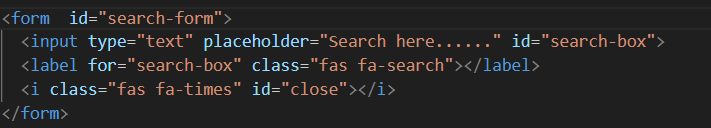 <form  id="search-form">
  <input type="text" placeholder="Search here......" id="search-box">
  <label for="search-box" class="fas fa-search"></label>
  <i class="fas fa-times" id="close"></i>
</form>